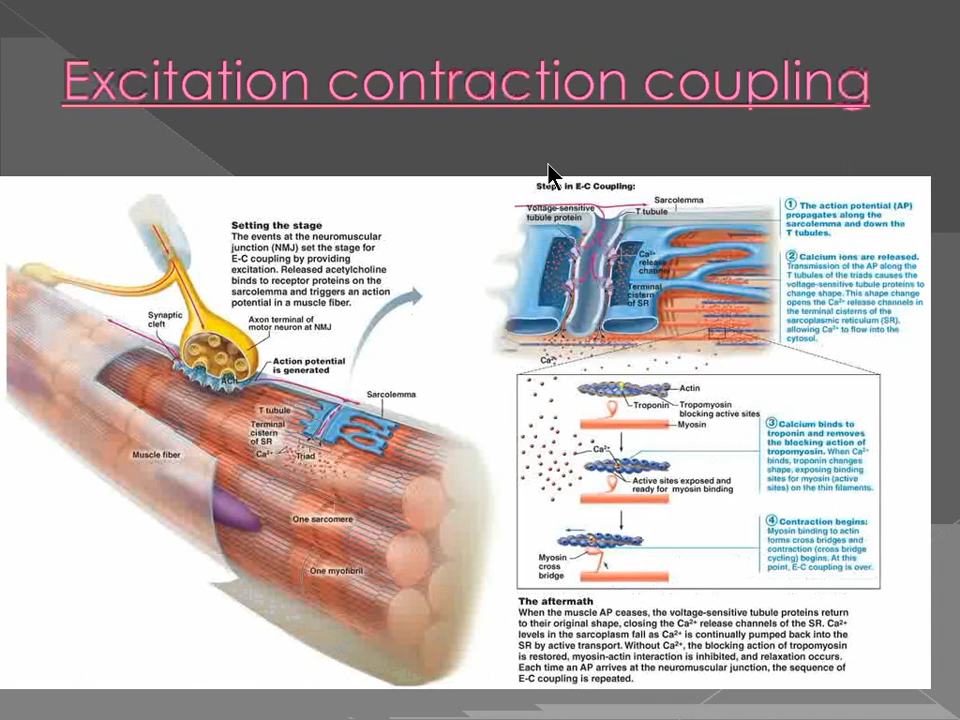 Excitation contraction coupling
Setting the stage
The events at the neuromuscular
junction (NMJ) set the stage for
E-C coupling by providing
excitation. Released acetylcholine
binds to receptor proteins on the
sarcolemma and triggers an action
potential in a muscle fiber.
Synaptic
cleft
Axon terminal of
motor neuron at NMJ
Action potential
is generated
ACh
Sarcolemma
T tubule
Terminal
cistern
of SR
Ca²⁺
Triad
Muscle fiber
One sarcomere
One myofibril
Steps in E-C Coupling:
Voltage-sensitive
tubule protein
Sarcolemma
T tubule
Ca²⁺
release
channel
Terminal
cistern
of SR
Ca²⁺
① The action potential (AP)
propagates along the
sarcolemma and down the
T tubules.
② Calcium ions are released.
Transmission of the AP along the
T tubules of the triads causes the
voltage-sensitive tubule proteins to
change shape. This shape change
opens the Ca²⁺ release channels in
the terminal cisterns of the
sarcoplasmic reticulum (SR),
allowing Ca²⁺ to flow into the
cytosol.
Actin
Troponin
Tropomyosin
blocking active sites
Myosin
Ca²⁺
Active sites exposed and
ready for myosin binding
Myosin
cross
bridge
③ Calcium binds to
troponin and removes
the blocking action of
tropomyosin. When Ca²⁺
binds, troponin changes
shape, exposing binding
sites for myosin (active
sites) on the thin filaments.
④ Contraction begins:
Myosin binding to actin
forms cross bridges and
contraction (cross bridge
cycling) begins. At this
point, E-C coupling is over.
The aftermath
When the muscle AP ceases, the voltage-sensitive tubule proteins return
to their original shape, closing the Ca²⁺ release channels of the SR. Ca²⁺
levels in the sarcoplasm fall as Ca²⁺ is continually pumped back into the
SR by active transport. Without Ca²⁺, the blocking action of tropomyosin
is restored, myosin-actin interaction is inhibited, and relaxation occurs.
Each time an AP arrives at the neuromuscular junction, the sequence of
E-C coupling is repeated.